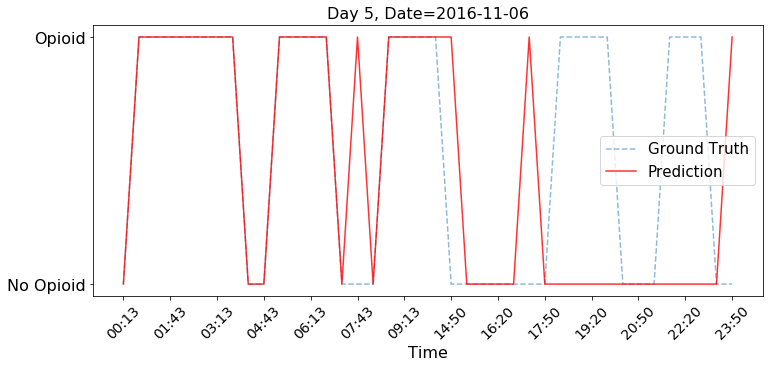 Day 5, Date=2016-11-06
Opioid
Ground Truth
Prediction
No Opioid
00:13 01:43 03:13 04:43 06:13 07:43 09:13 14:50 16:20 17:50 19:20 20:50 22:20 23:50
Time